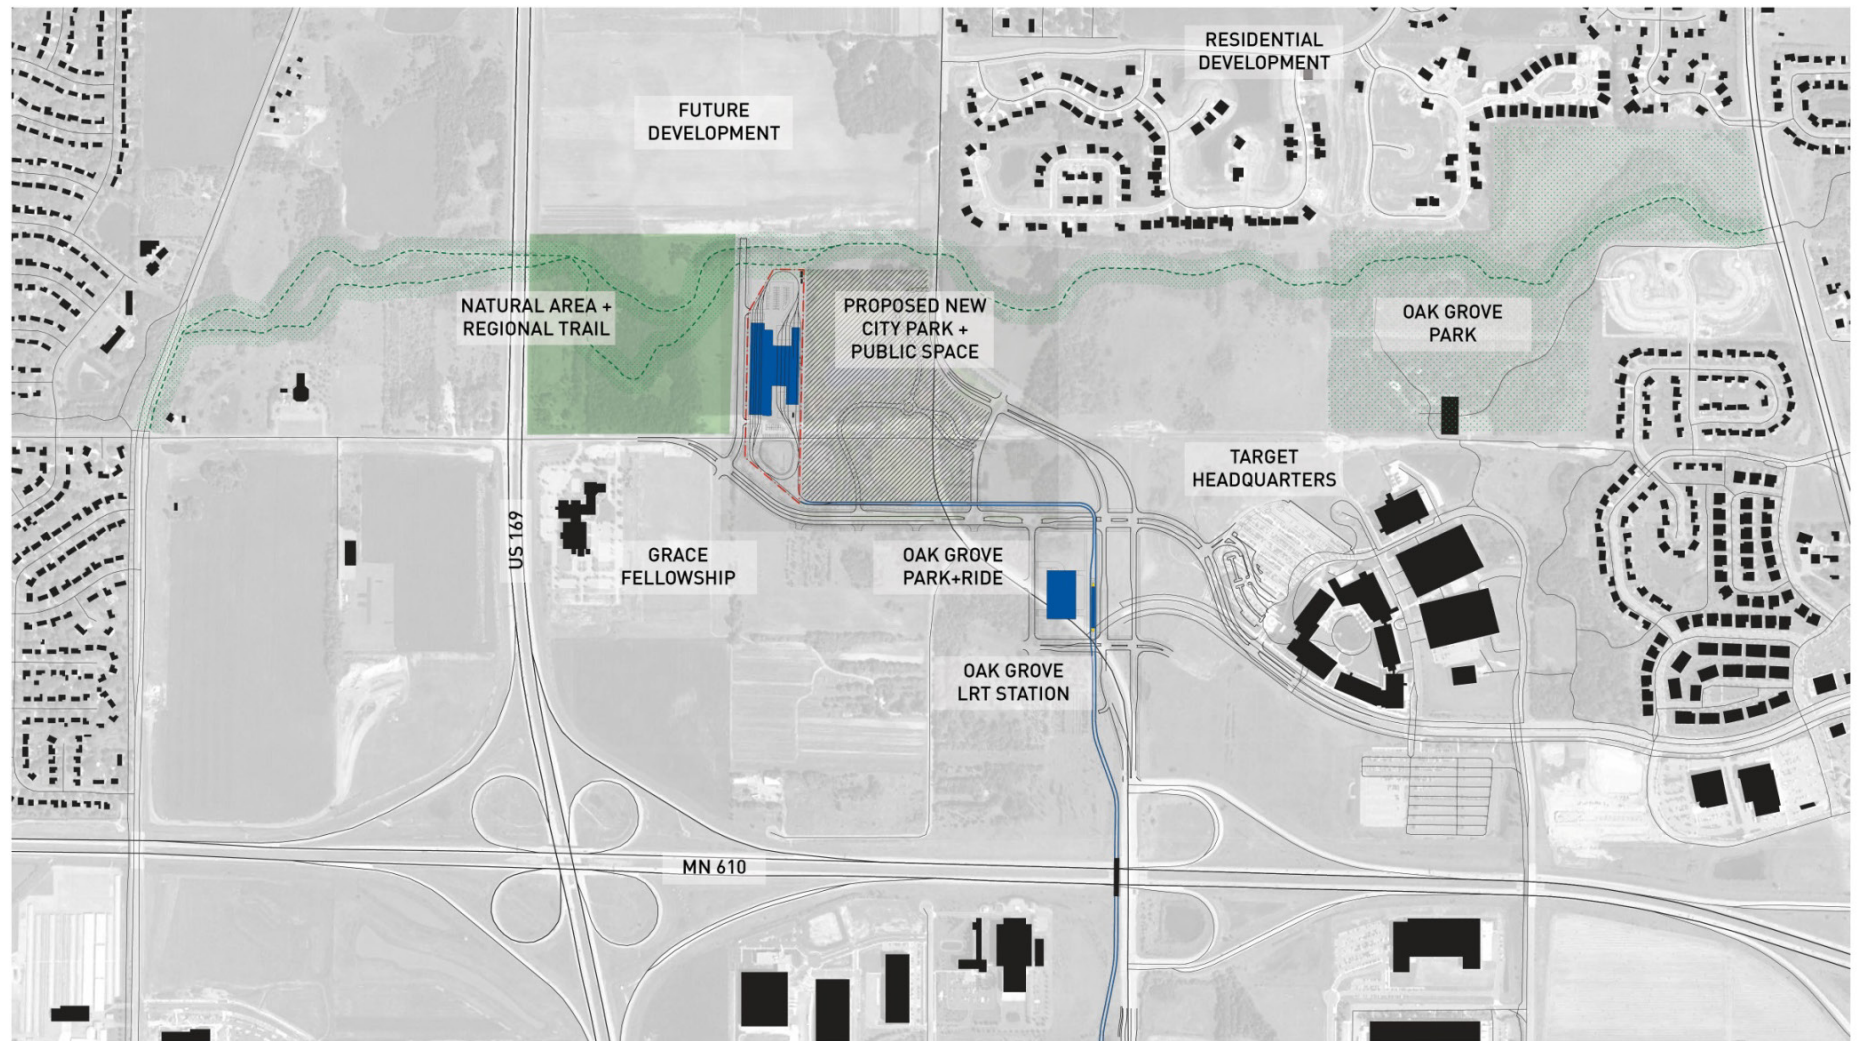 RESIDENTIAL
DEVELOPMENT
FUTURE
DEVELOPMENT
NATURAL AREA +
REGIONAL TRAIL
PROPOSED NEW
CITY PARK +
PUBLIC SPACE
OAK GROVE
PARK
TARGET
HEADQUARTERS
US 169
GRACE
FELLOWSHIP
OAK GROVE
PARK+RIDE
OAK GROVE
LRT STATION
MN 610